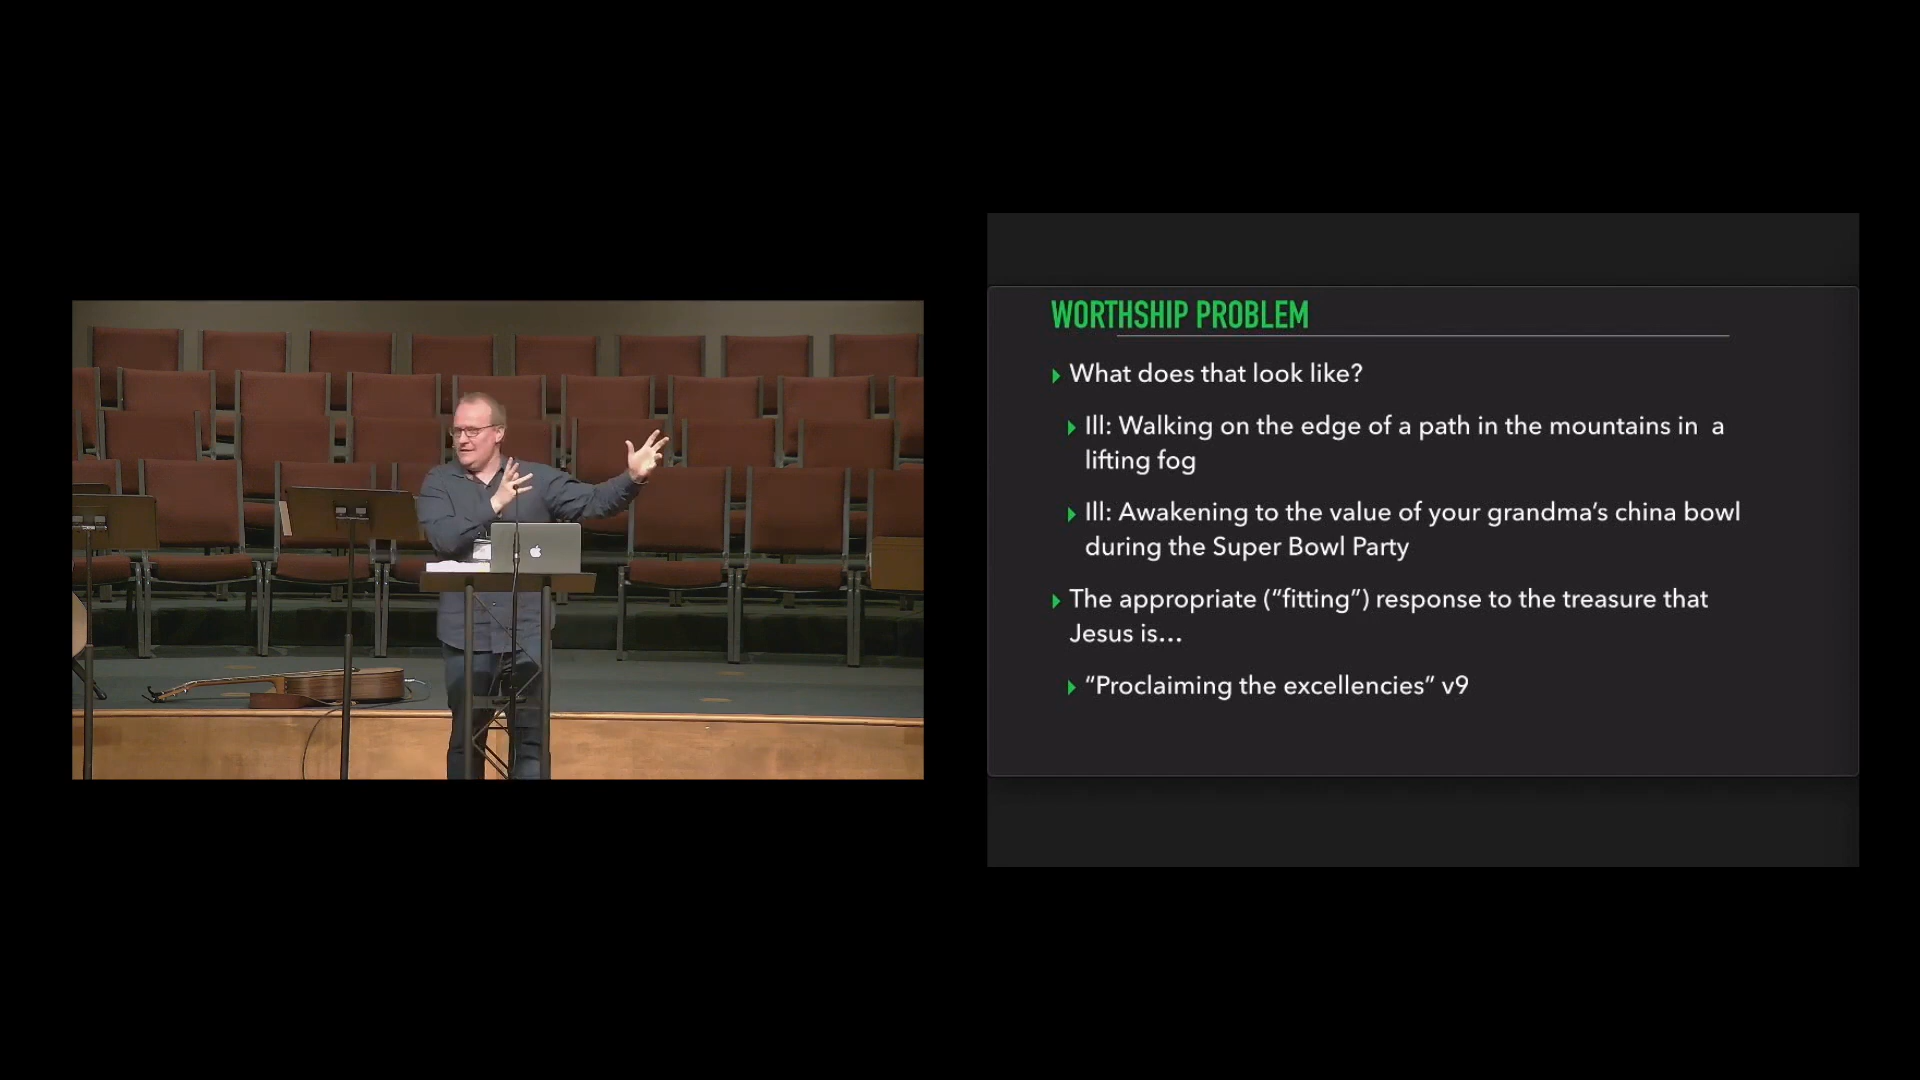 WORTHSHIP PROBLEM
What does that look like?
Ill: Walking on the edge of a path in the mountains in a
lifting fog
Ill: Awakening to the value of your grandma’s china bowl
during the Super Bowl Party
The appropriate (“fitting”) response to the treasure that
Jesus is…
“Proclaiming the excellencies” v9